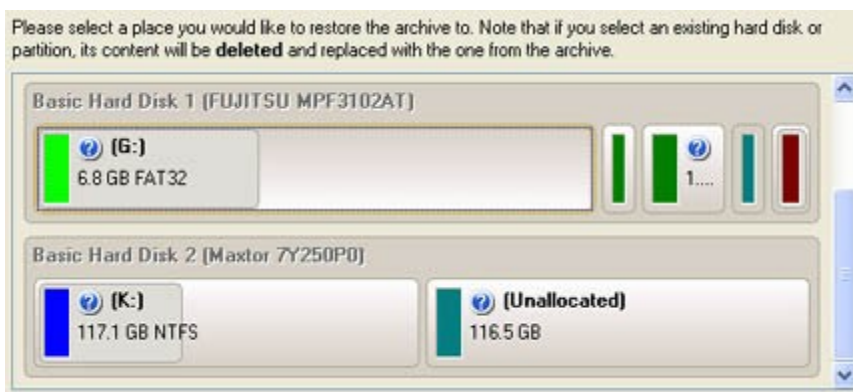 Please select a place you would like to restore the archive to. Note that if you select an existing hard disk or
partition, its content will be deleted and replaced with the one from the archive.
Basic Hard Disk 1 (FUJITSU MPF3102AT)
(G:)
6.8 GB FAT32
1....
Basic Hard Disk 2 (Maxtor 7Y250P0)
(K:)
117.1 GB NTFS
(Unallocated)
116.5 GB